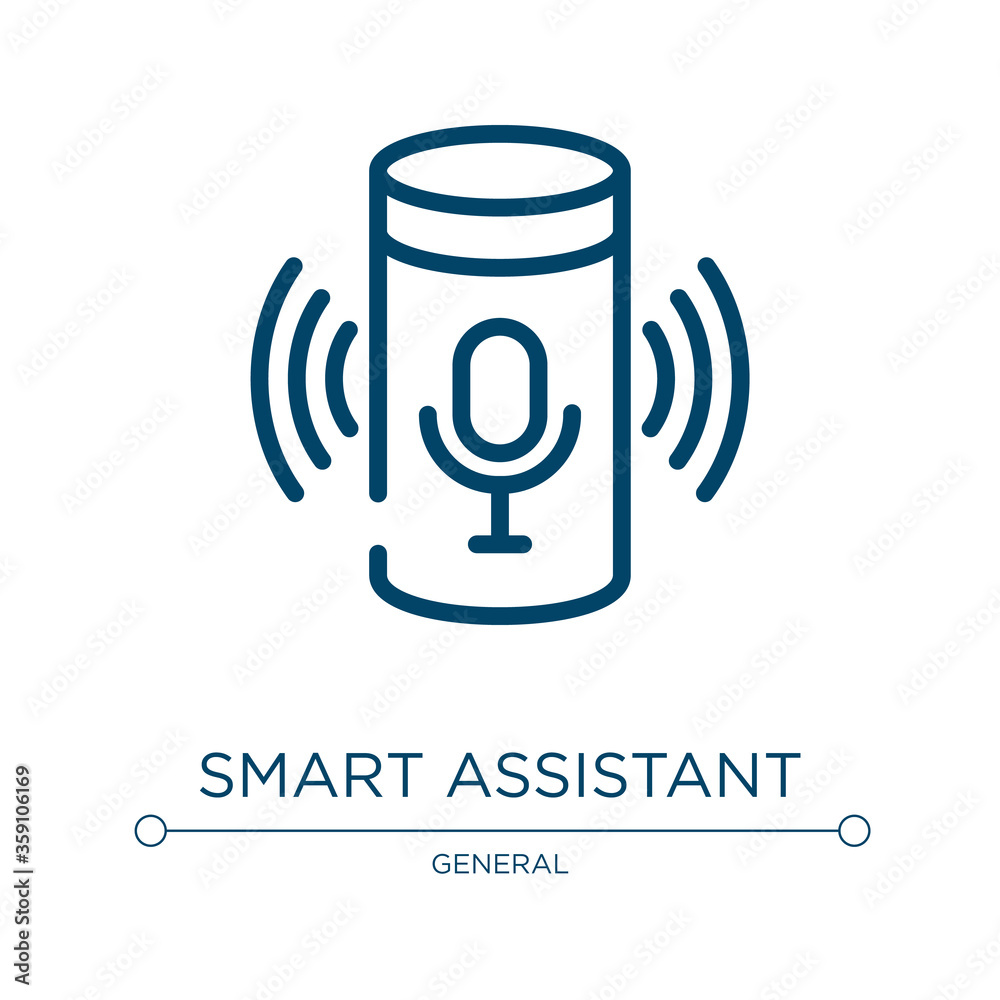 SMART ASSISTANT
GENERAL
Adobe Stock | #359106169